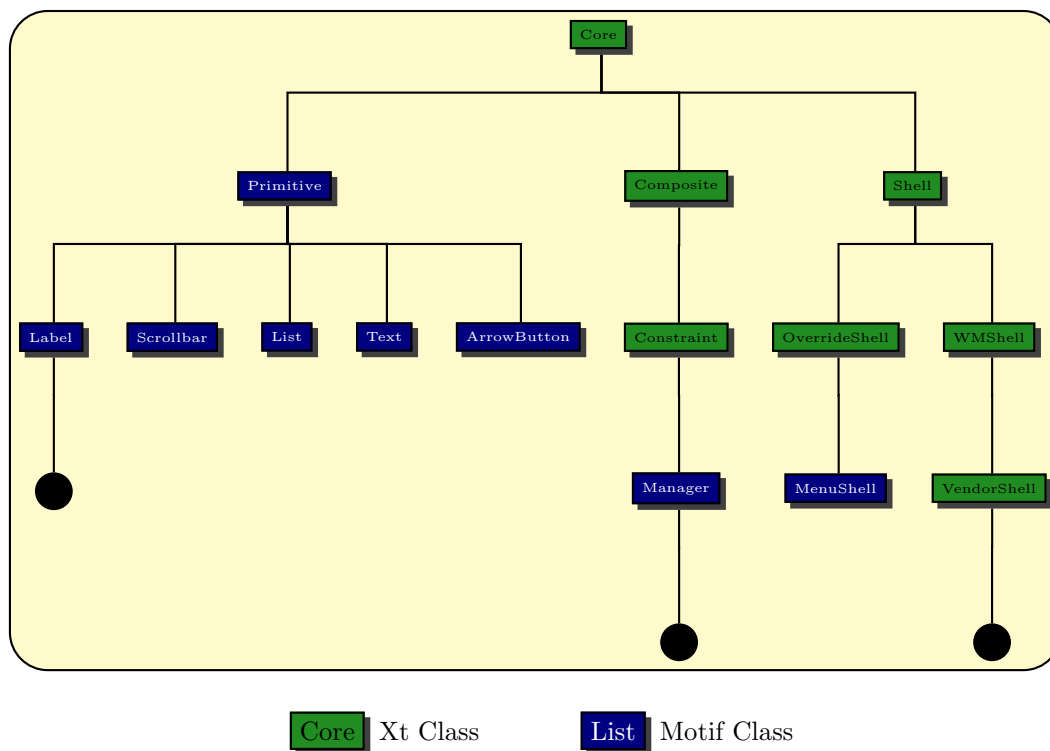 Core
Primitive Composite Shell
Label Scrollbar List Text ArrowButton Constraint OverrideShell WMShell
Manager MenuShell VendorShell
Core Xt Class List Motif Class